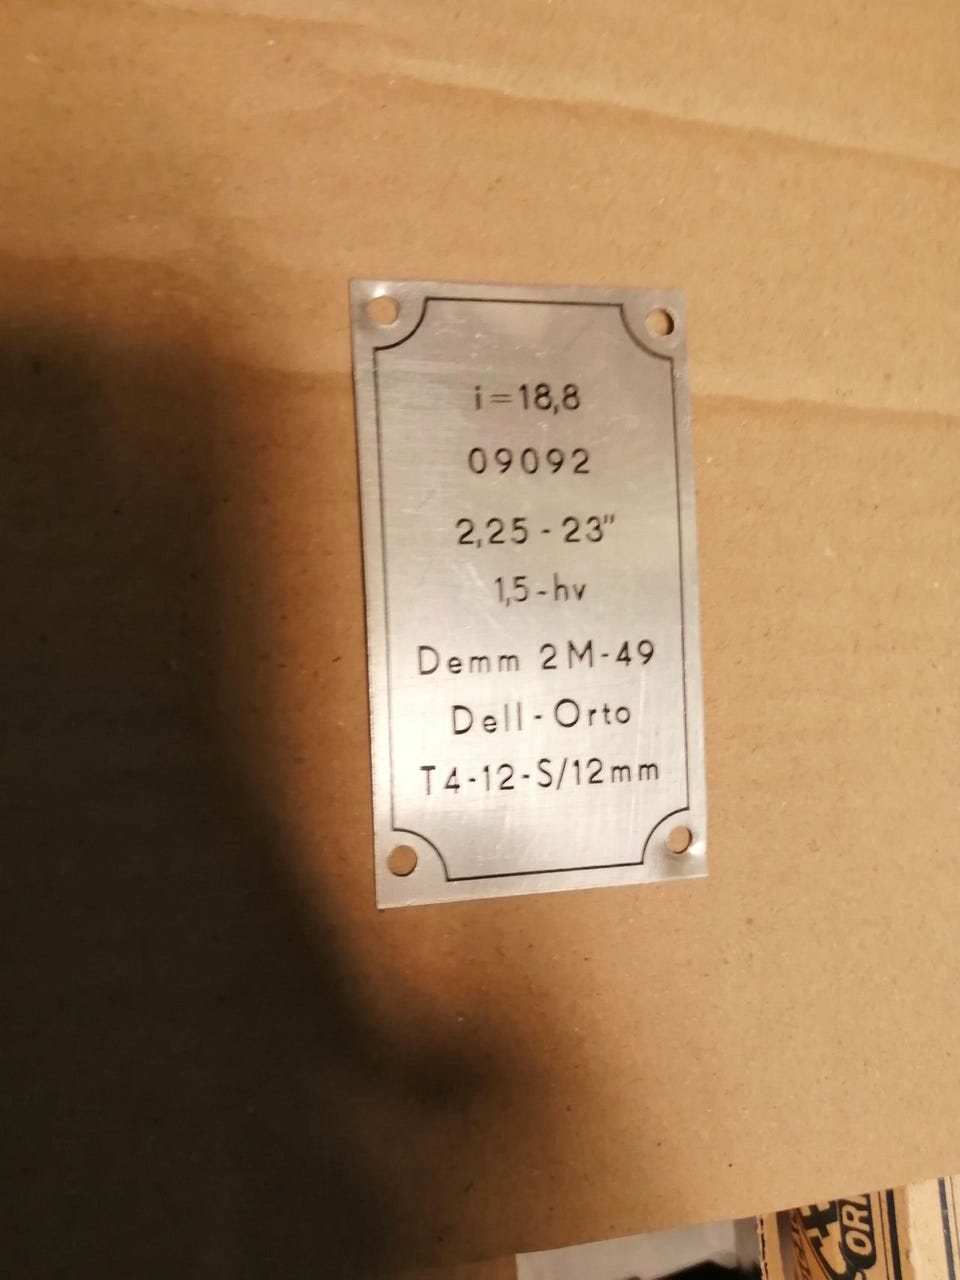 i=18,8
09092
2,25 - 23"
1,5 - hv
Demm 2M-49
Dell-Orto
T4-12-S/12mm